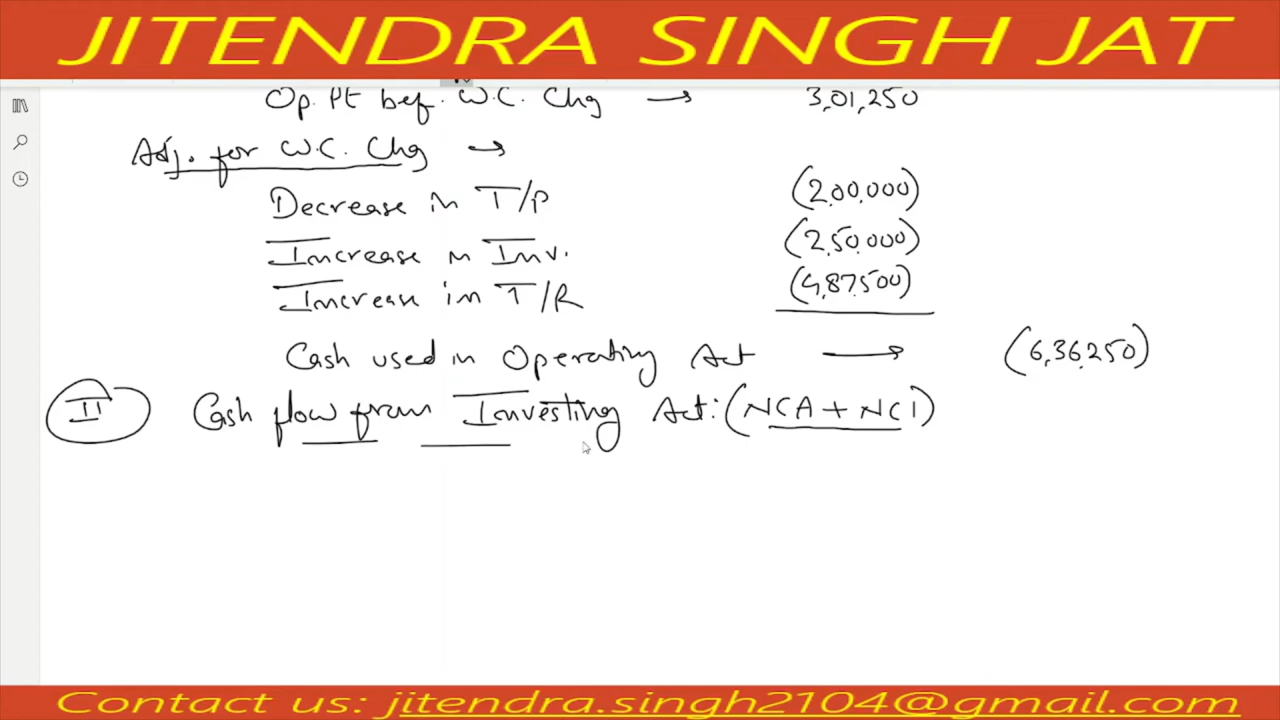 JITENDRA SINGH JAT
Op. Pt bef. W.C. Chg → 3,01,250
Adj. for W.C. Chg →
Decrease in T/P (2,00,000)
Increase in Inv. (2,50,000)
Increase in T/R (4,87,500)
Cash used in Operating Act → (6,36,250)
II Cash flow from Investing Act: (NCA + NCI)
Contact us: jitendra.singh2104@gmail.com